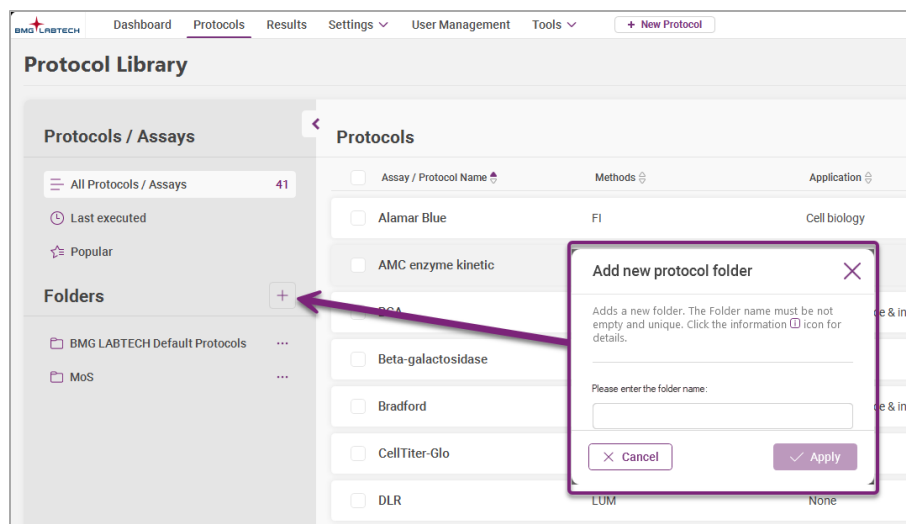 BMG LABTECH
Dashboard Protocols Results Settings User Management Tools + New Protocol
Protocol Library
Protocols / Assays
All Protocols / Assays 41
Last executed
Popular
Folders
BMG LABTECH Default Protocols ...
MoS ...
Protocols
Assay / Protocol Name Methods Application
Alamar Blue FI Cell biology
AMC enzyme kinetic
Beta-galactosidase
Bradford
CellTiter-Glo
DLR LUM None
Add new protocol folder
Adds a new folder. The Folder name must be not
empty and unique. Click the information icon for
details.
Please enter the folder name:
Cancel Apply